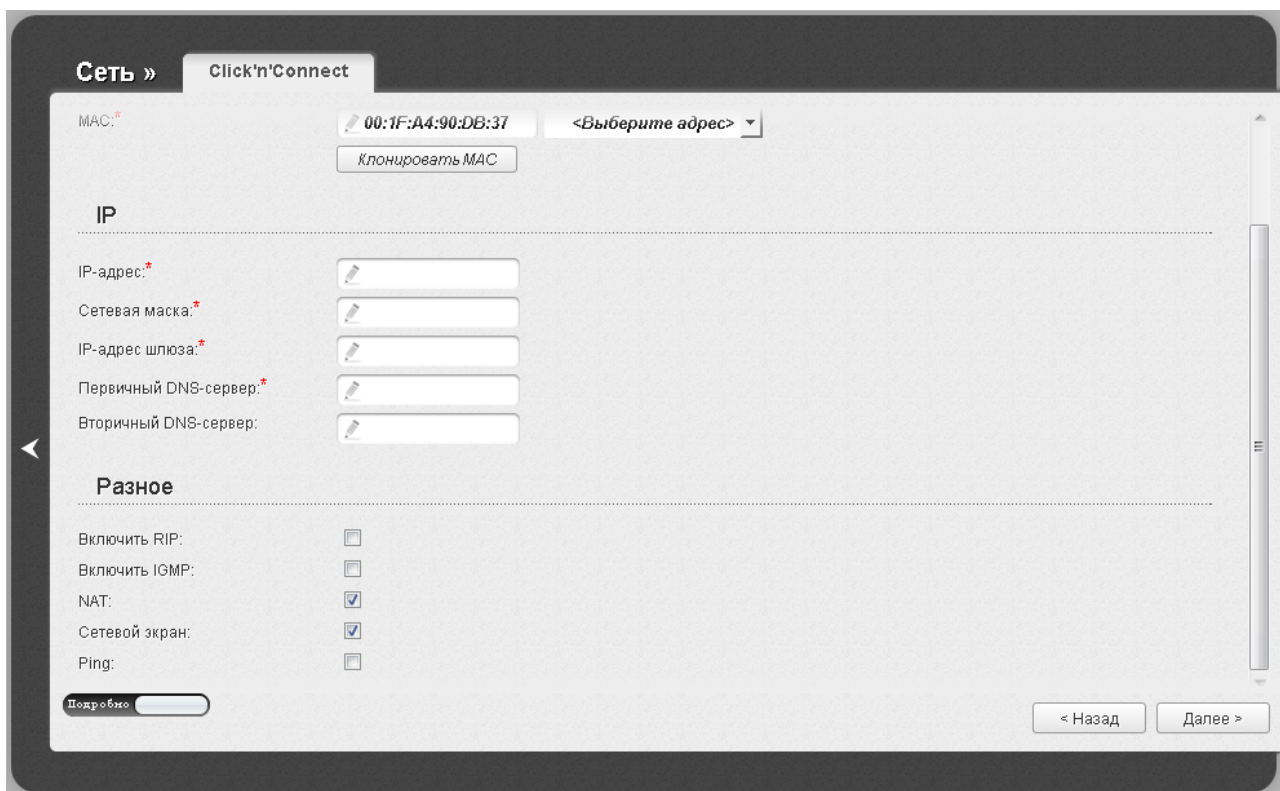 Сеть » Click'n'Connect
MAC:* 00:1F:A4:90:DB:37 <Выберите адрес>
Клонировать MAC
IP
IP-адрес:*
Сетевая маска:*
IP-адрес шлюза:*
Первичный DNS-сервер:*
Вторичный DNS-сервер:
Разное
Включить RIP:
Включить IGMP:
NAT:
Сетевой экран:
Ping:
Подробно
< Назад Далее >